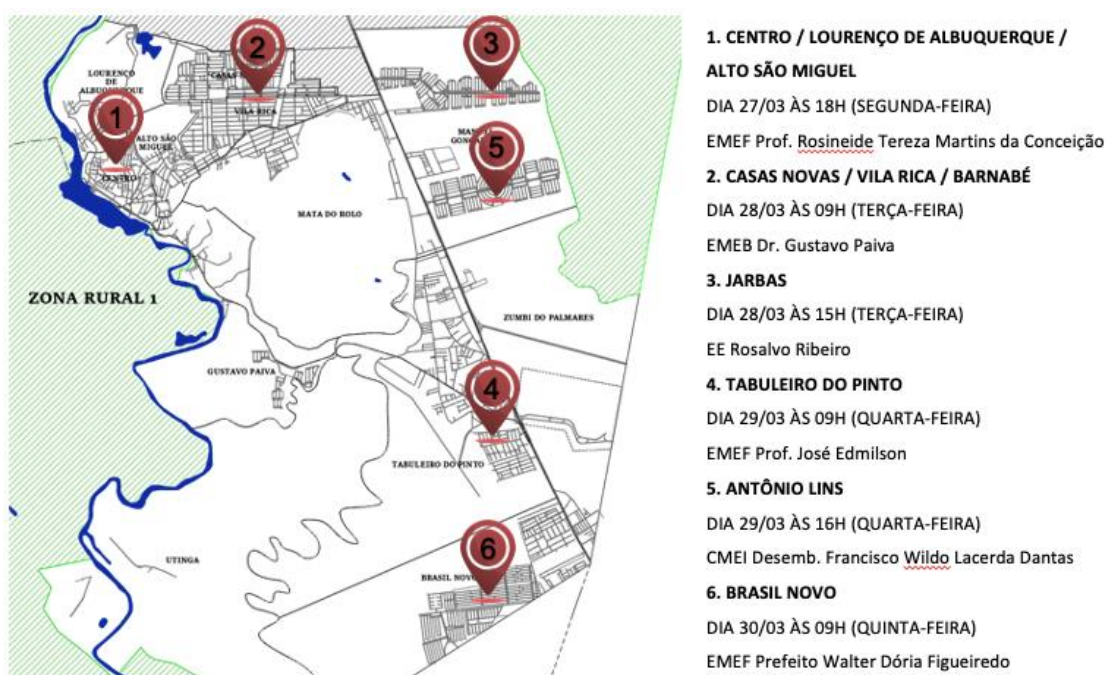 LOURENÇO
DE
ALBUQUERQUE
1
ALTO SÃO
MIGUEL
CENTRO
2
VILA RICA
3
5
MATA DO ROLO
ZONA RURAL 1
ZUMBI DO PALMARES
GUSTAVO PAIVA
4
TABULEIRO DO PINTO
UTINGA
6
BRASIL NOVO
1. CENTRO / LOURENÇO DE ALBUQUERQUE /
ALTO SÃO MIGUEL
DIA 27/03 ÀS 18H (SEGUNDA-FEIRA)
EMEF Prof. Rosineide Tereza Martins da Conceição
2. CASAS NOVAS / VILA RICA / BARNABÉ
DIA 28/03 ÀS 09H (TERÇA-FEIRA)
EMEB Dr. Gustavo Paiva
3. JARBAS
DIA 28/03 ÀS 15H (TERÇA-FEIRA)
EE Rosalvo Ribeiro
4. TABULEIRO DO PINTO
DIA 29/03 ÀS 09H (QUARTA-FEIRA)
EMEF Prof. José Edmilson
5. ANTÔNIO LINS
DIA 29/03 ÀS 16H (QUARTA-FEIRA)
CMEI Desemb. Francisco Wildo Lacerda Dantas
6. BRASIL NOVO
DIA 30/03 ÀS 09H (QUINTA-FEIRA)
EMEF Prefeito Walter Dória Figueiredo